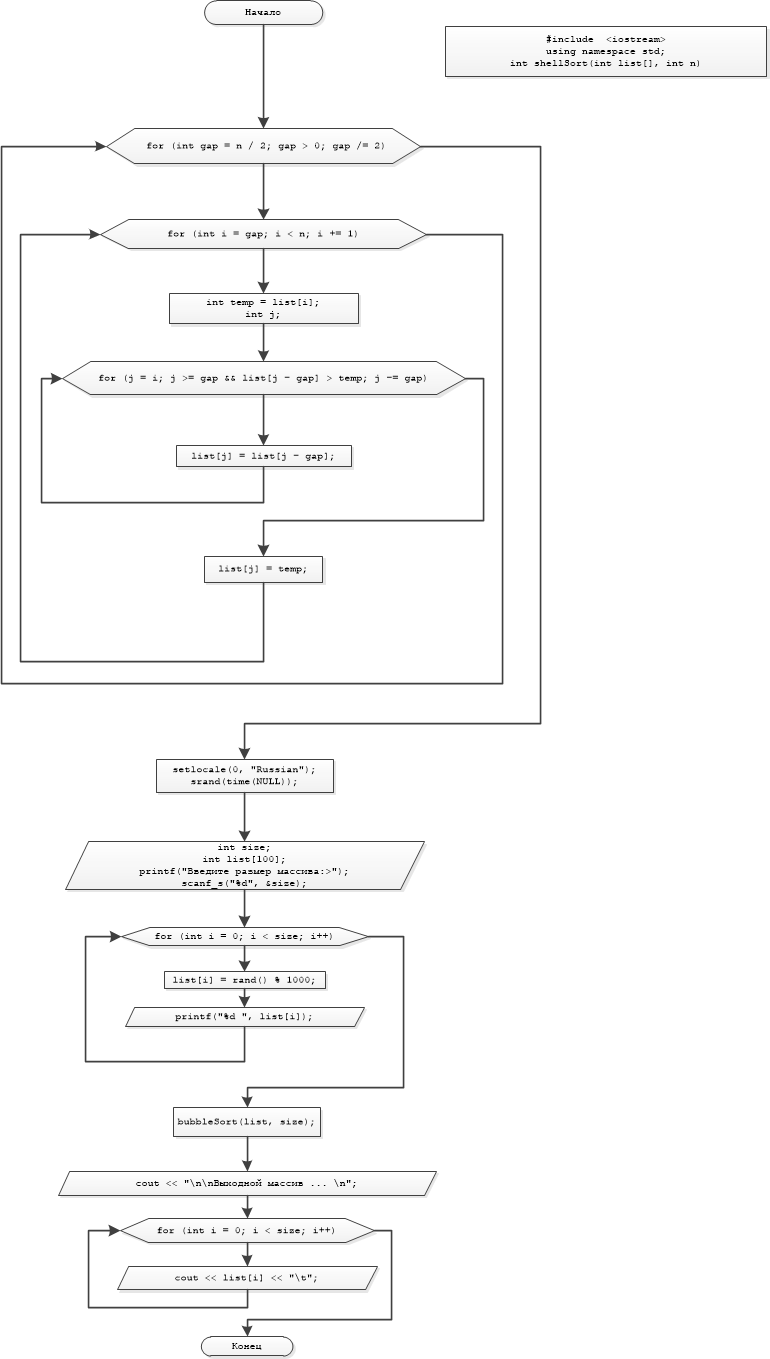 Начало
#include  <iostream>
using namespace std;
int shellSort(int list[], int n)
for (int gap = n / 2; gap > 0; gap /= 2)
for (int i = gap; i < n; i += 1)
int temp = list[i];
int j;
for (j = i; j >= gap && list[j - gap] > temp; j -= gap)
list[j] = list[j - gap];
list[j] = temp;
setlocale(0, "Russian");
srand(time(NULL));
int size;
int list[100];
printf("Введите размер массива:>");
scanf_s("%d", &size);
for (int i = 0; i < size; i++)
list[i] = rand() % 1000;
printf("%d ", list[i]);
bubbleSort(list, size);
cout << "\n\nВыходной массив ... \n";
for (int i = 0; i < size; i++)
cout << list[i] << "\t";
Конец